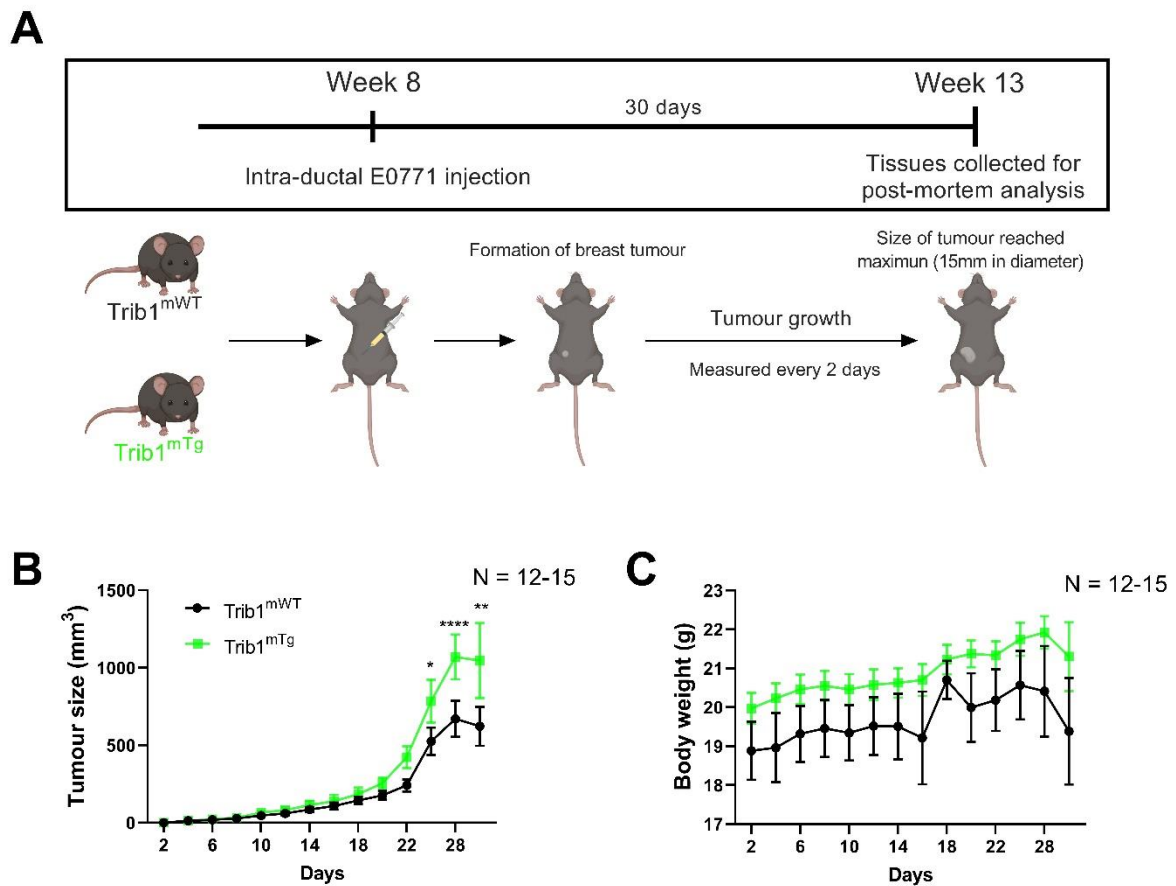 A
Week 8
Week 13
30 days
Intra-ductal E0771 injection
Tissues collected for
post-mortem analysis
Trib1mWT
Trib1mTg
Formation of breast tumour
Size of tumour reached
maximun (15mm in diameter)
Tumour growth
Measured every 2 days
B
N = 12-15
Tumour size (mm3)
1500
1000
500
0
Trib1mWT
Trib1mTg
*
****
**
2
6
10
14
18
22
28
Days
C
N = 12-15
Body weight (g)
23
22
21
20
19
18
17
2
6
10
14
18
22
28
Days